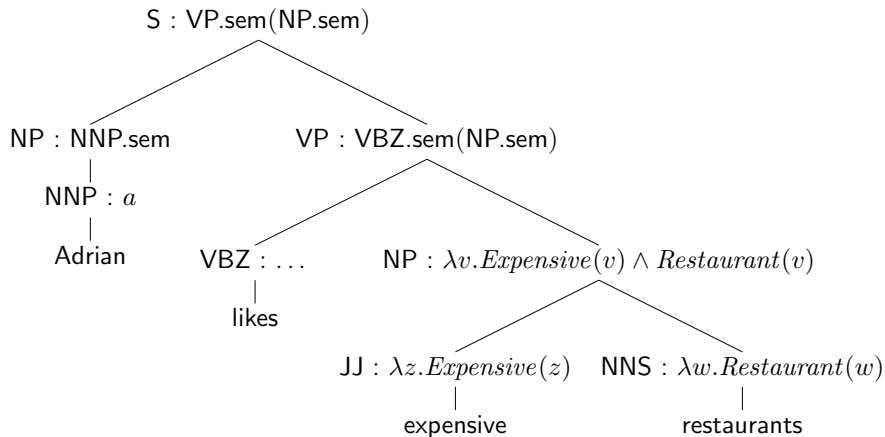 S : VP.sem(NP.sem)
NP : NNP.sem VP : VBZ.sem(NP.sem)
NNP : a
Adrian VBZ : ... NP : λv.Expensive(v) ∧ Restaurant(v)
likes
JJ : λz.Expensive(z) NNS : λw.Restaurant(w)
expensive restaurants